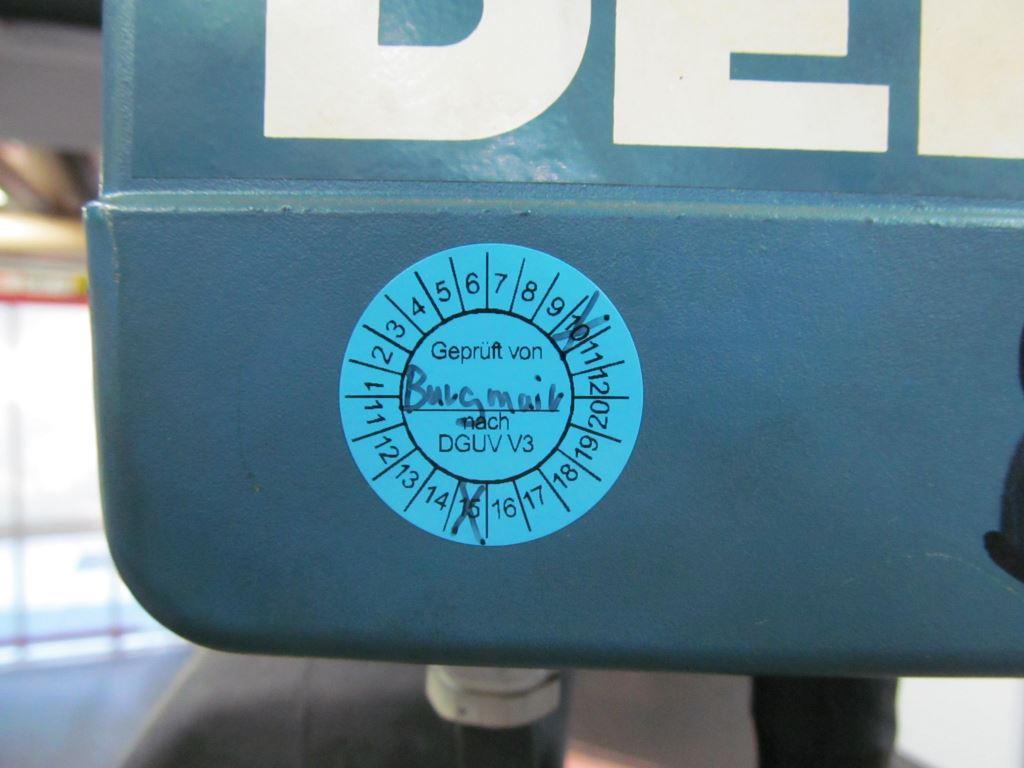 DE
1 2 3 4 5 6 7 8 9 10 11 12
Geprüft von
Burgmair
nach
DGUV V3
11 12 13 14 15 16 17 18 19 20